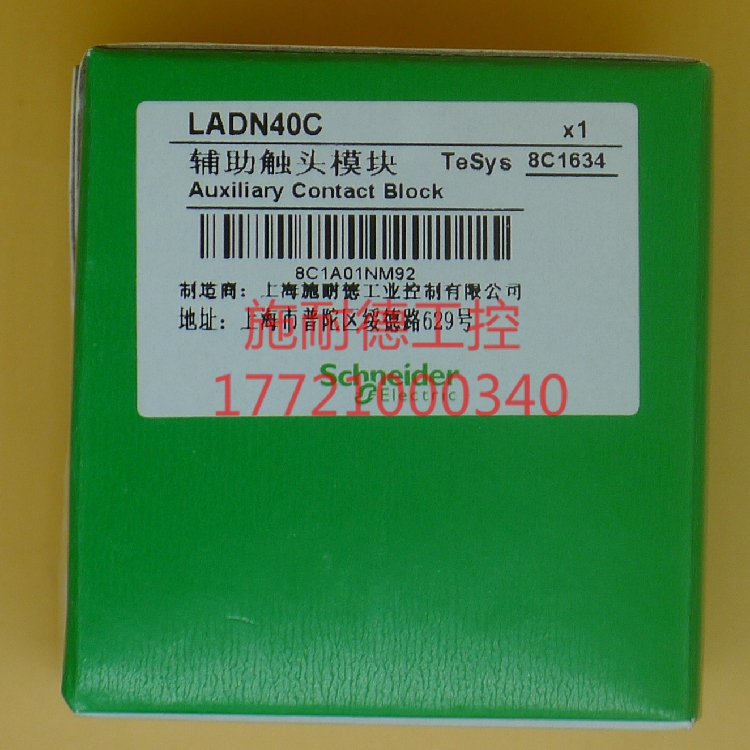 LADN40C x1
辅助触头模块 TeSys 8C1634
Auxiliary Contact Block
8C1A01NM92
制造商：上海施耐德工业控制有限公司
地址：上海市普陀区绥德路629号
施耐德工控
Schneider
Electric
17721000340